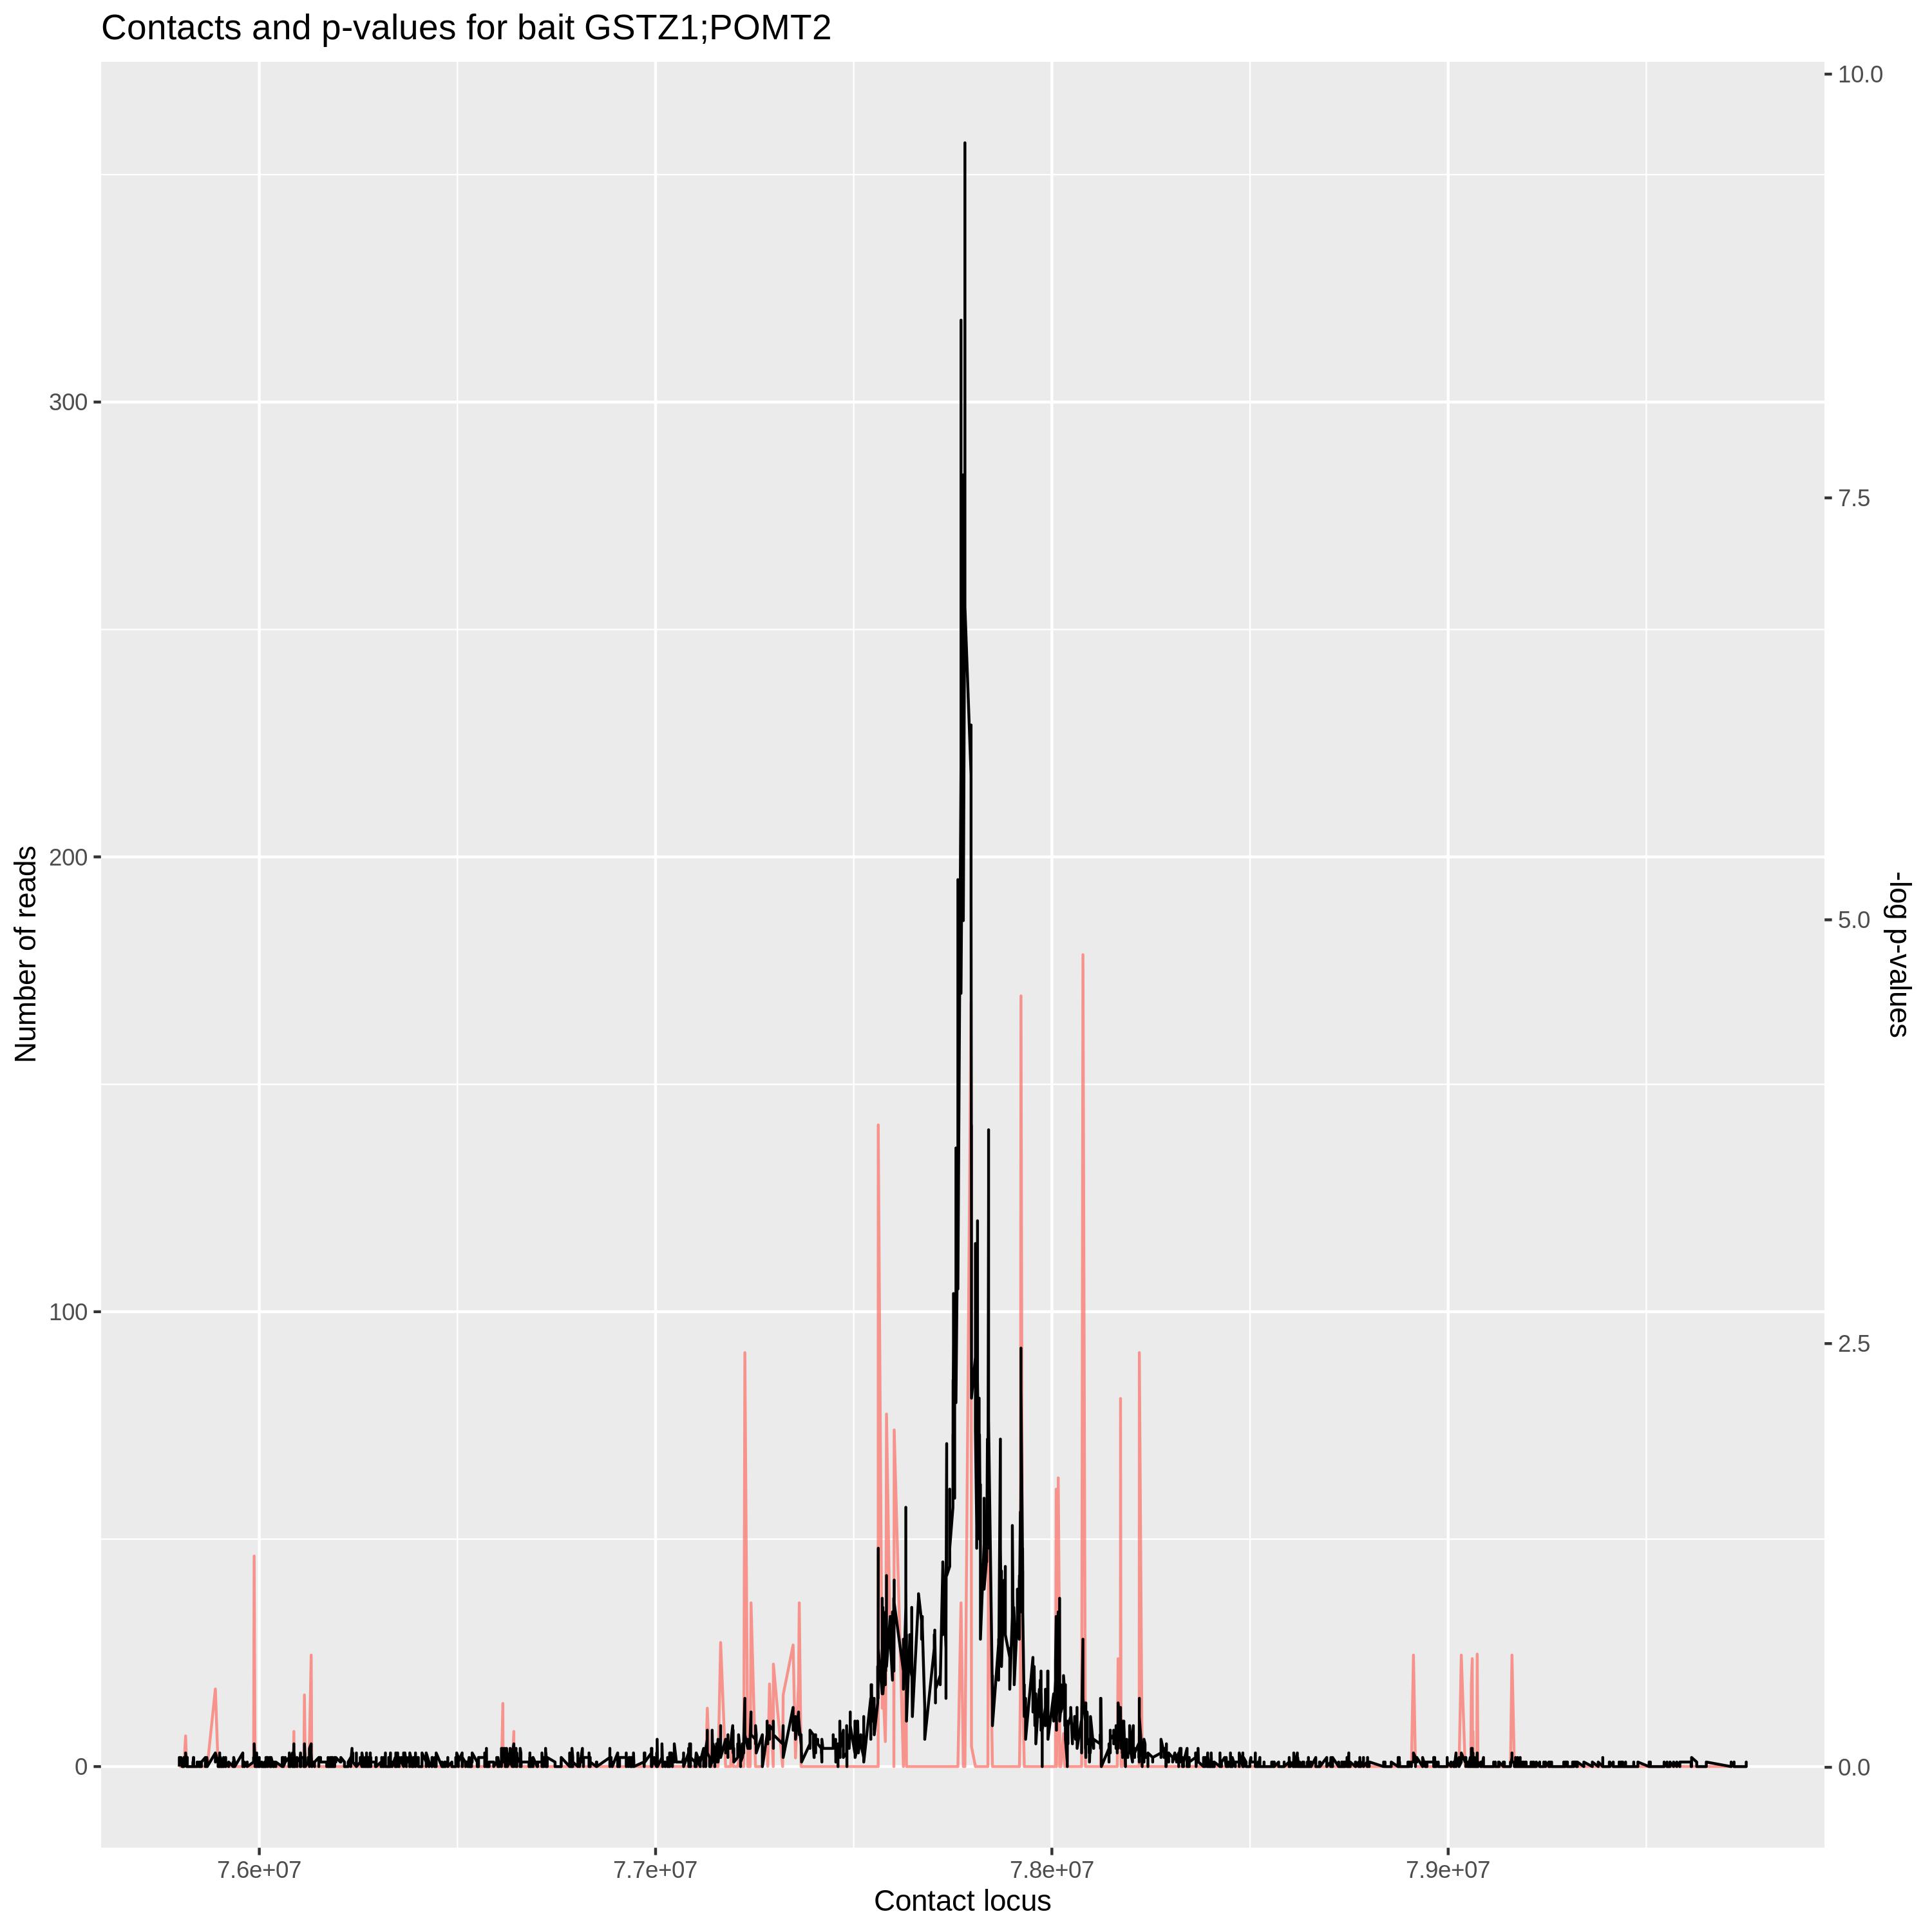 Contacts and p-values for bait GSTZ1;POMT2
Number of reads
300
200
100
0
10.0
7.5
5.0
2.5
0.0
-log p-values
7.6e+07
7.7e+07
7.8e+07
7.9e+07
Contact locus